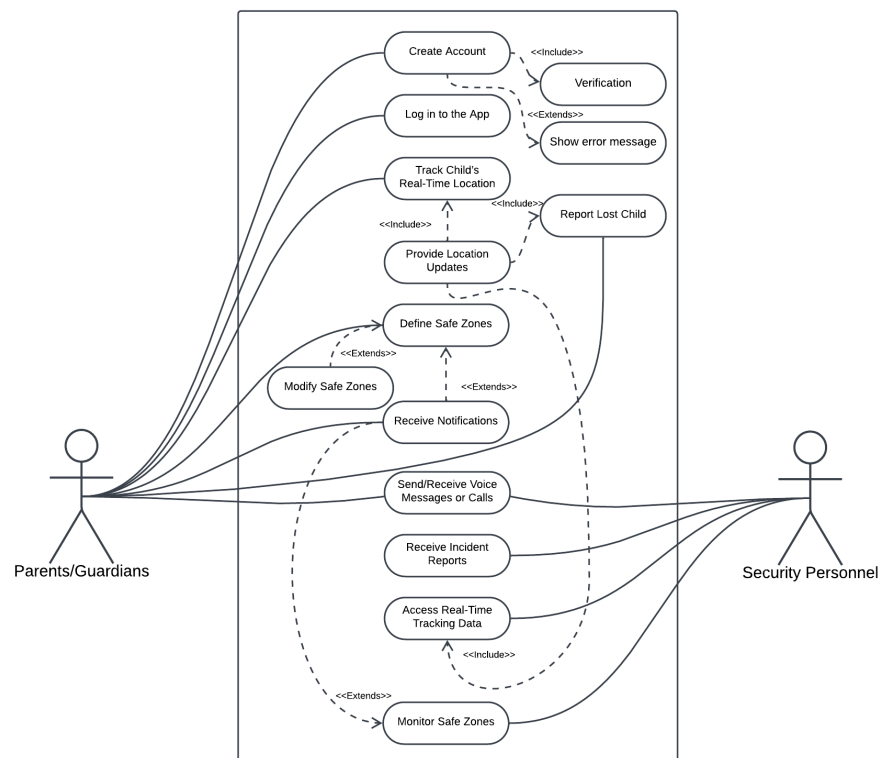 Create Account
<<Include>>
Verification
<<Extends>>
Log in to the App
Show error message
Track Child's
Real-Time Location
<<Include>>
Report Lost Child
<<Include>>
Provide Location
Updates
Define Safe Zones
<<Extends>>
Modify Safe Zones
<<Extends>>
Receive Notifications
Send/Receive Voice
Messages or Calls
Receive Incident
Reports
Parents/Guardians
Security Personnel
Access Real-Time
Tracking Data
<<Include>>
<<Extends>>
Monitor Safe Zones